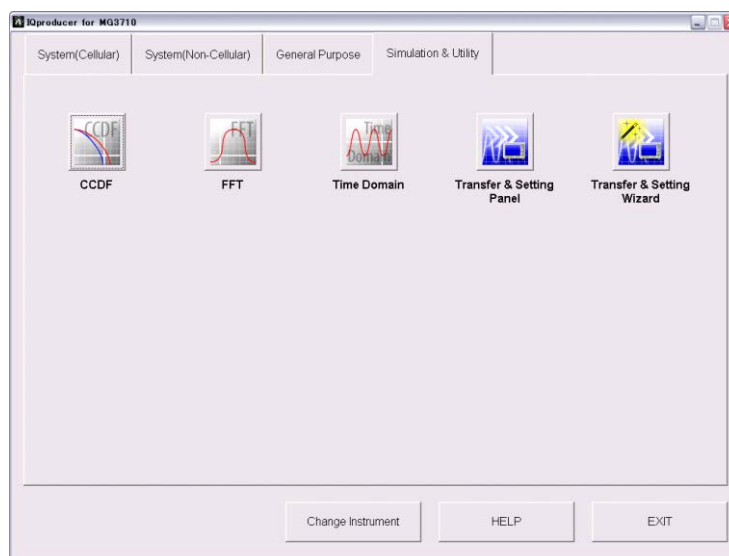 IQproducer for MG3710
System(Cellular)
System(Non-Cellular)
General Purpose
Simulation & Utility
CCDF
FFT
Time
Domain
CCDF
FFT
Time Domain
Transfer & Setting
Panel
Transfer & Setting
Wizard
Change Instrument
HELP
EXIT